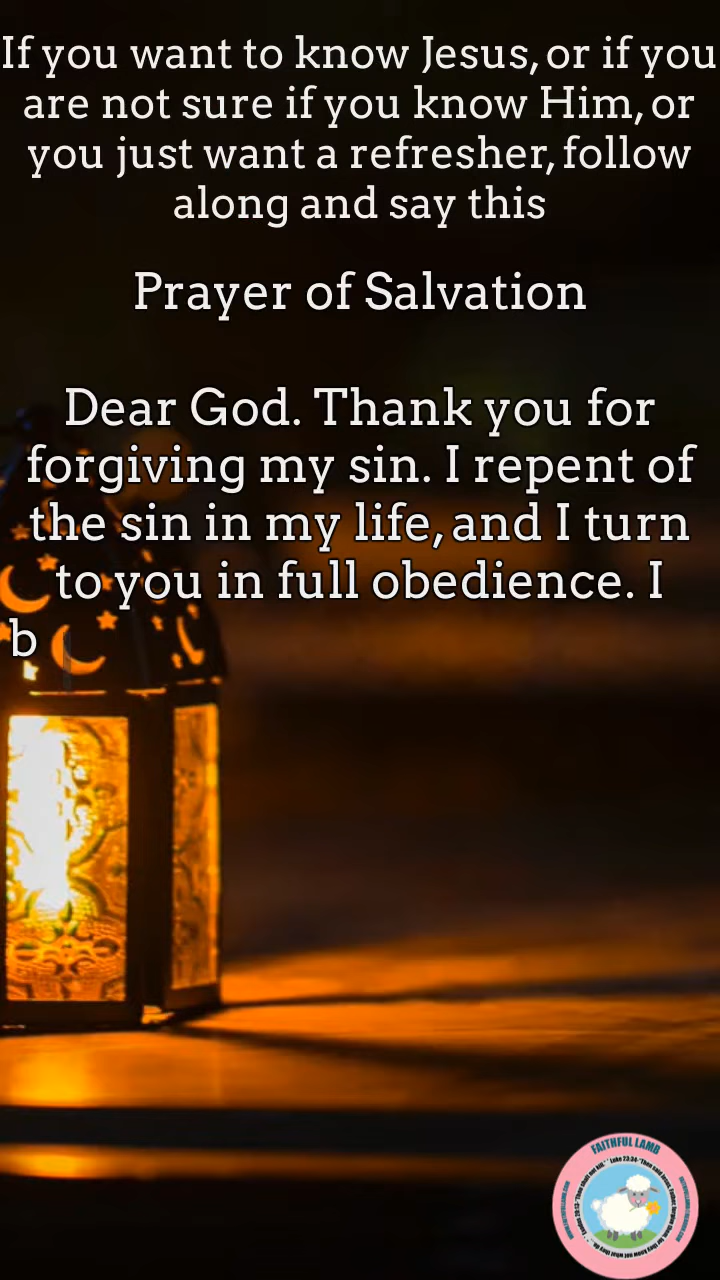 If you want to know Jesus, or if you
are not sure if you know Him, or
you just want a refresher, follow
along and say this
Prayer of Salvation
Dear God. Thank you for
forgiving my sin. I repent of
the sin in my life, and I turn
to you in full obedience. I
b
FAITHFUL LAMB